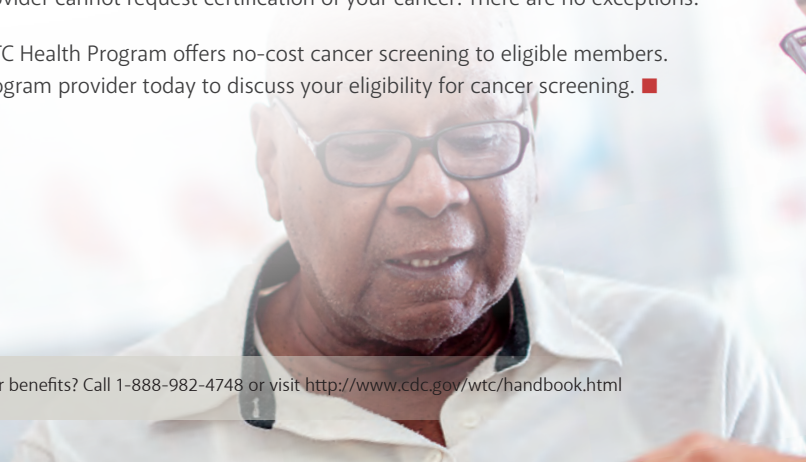 cannot request certification of your cancer. There are no exceptions.
TC Health Program offers no-cost cancer screening to eligible members.
ogram provider today to discuss your eligibility for cancer screening.
r benefits? Call 1-888-982-4748 or visit http://www.cdc.gov/wtc/handbook.html